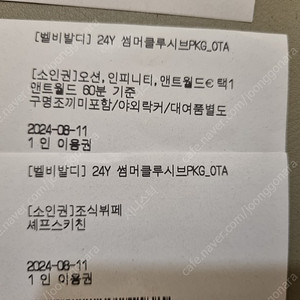 [벨비발디] 24Y 썸머클루시브PKG_OTA
[소인권]오션,인피니티,앤트월드€ 택1
앤트월드 60분 기준
구명조끼미포함/야외락커/대여품별도
2024-08-11
1 인 이용권
[벨비발디] 24Y 썸머클루시브PKG_OTA
[소인권]조식뷔페
셰프스키친
2024-08-11
1 인 이용권